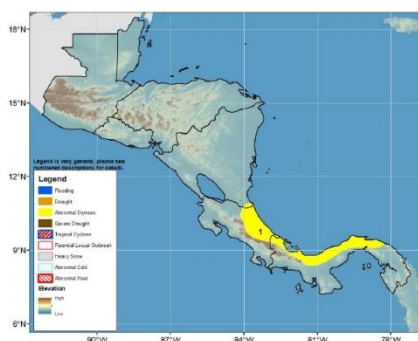 18°N
15°N
Legend is very general, please see
numbered descriptions for details.
Legend
Flooding
Drought
Abnormal Dryness
Severe Drought
Tropical Cyclone
Potential Locust Outbreak
Heavy Snow
Abnormal Cold
Abnormal Heat
Elevation
High
Low
1
12°N
9°N
6°N
90°W
87°W
84°W
81°W
78°W